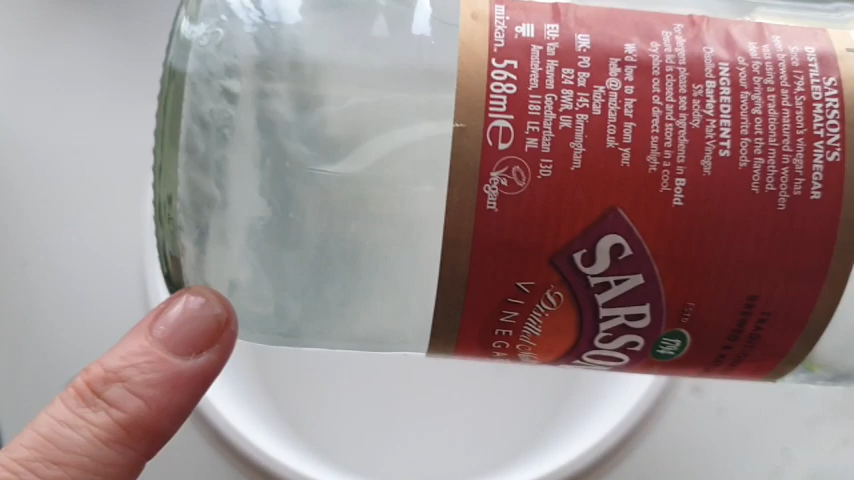 SARSON'S
DISTILLED MALT VINEGAR
Since 1794, Sarson's vinegar has
been brewed and matured in wooden
vats using a traditional method.
Ideal for bringing out the flavour
of your favourite foods.
INGREDIENTS
Distilled Barley Malt Vinegar.
5% acidity.
For allergens please see ingredients in Bold.
Ensure lid is closed and store in a cool,
dry place out of direct sunlight.
We'd love to hear from you:
hello@mizkan.co.uk
Mizkan
UK: PO Box 145, Birmingham,
B24 8WR, UK
EU: Van Heuven Goedhartlaan 13D,
Amstelveen, 1181 LE, NL
mizkan. 568ml e
Vegan
ESTD
1794
SARSO
Distilled
VINEGA